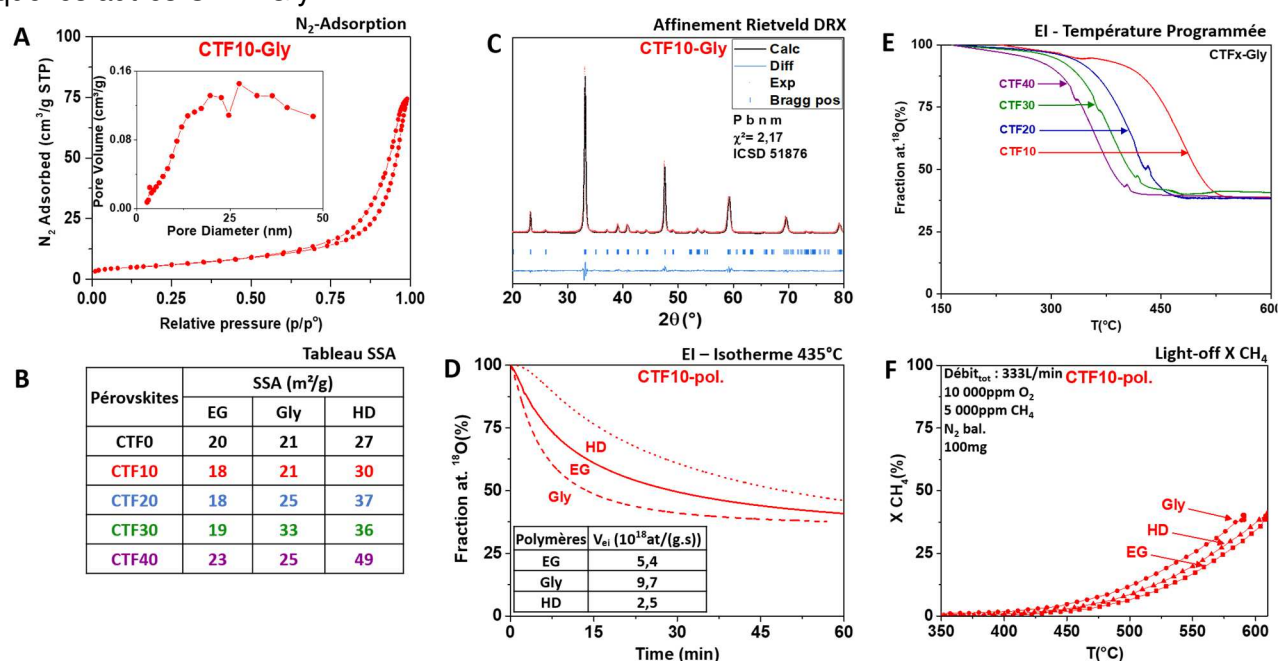 N₂-Adsorption
A
CTF10-Gly
N₂ Adsorbed (cm³/g STP)
100
75
50
25
0
0.00
0.25
0.50
0.75
1.00
Relative pressure (p/p°)
Pore Volume (cm³/g)
0.16
0.08
0.00
0
25
50
Pore Diameter (nm)
Affinement Rietveld DRX
C
CTF10-Gly
Calc
Diff
Exp
Bragg pos
P b n m
χ²= 2,17
ICSD 51876
20
30
40
50
60
70
80
2θ (°)
EI - Température Programmée
E
CTFx-Gly
Fraction at. ¹⁸O(%)
100
75
50
25
0
CTF40
CTF30
CTF20
CTF10
150
300
450
600
T(°C)
Tableau SSA
B
Pérovskites
SSA (m²/g)
EG Gly HD
CTF0 20 21 27
CTF10 18 21 30
CTF20 18 25 37
CTF30 19 33 36
CTF40 23 25 49
EI – Isotherme 435°C
D
CTF10-pol.
Fraction at. ¹⁸O(%)
100
75
50
25
0
HD
EG
Gly
Polymères Vₑᵢ (10¹⁸at/(g.s))
EG 5,4
Gly 9,7
HD 2,5
0
15
30
45
60
Time (min)
Light-off X CH₄
F
Débitₜₒₜ : 333L/min
10 000ppm O₂
5 000ppm CH₄
N₂ bal.
100mg
CTF10-pol.
X CH₄(%)
100
75
50
25
0
Gly
HD
EG
350
400
450
500
550
600
T(°C)